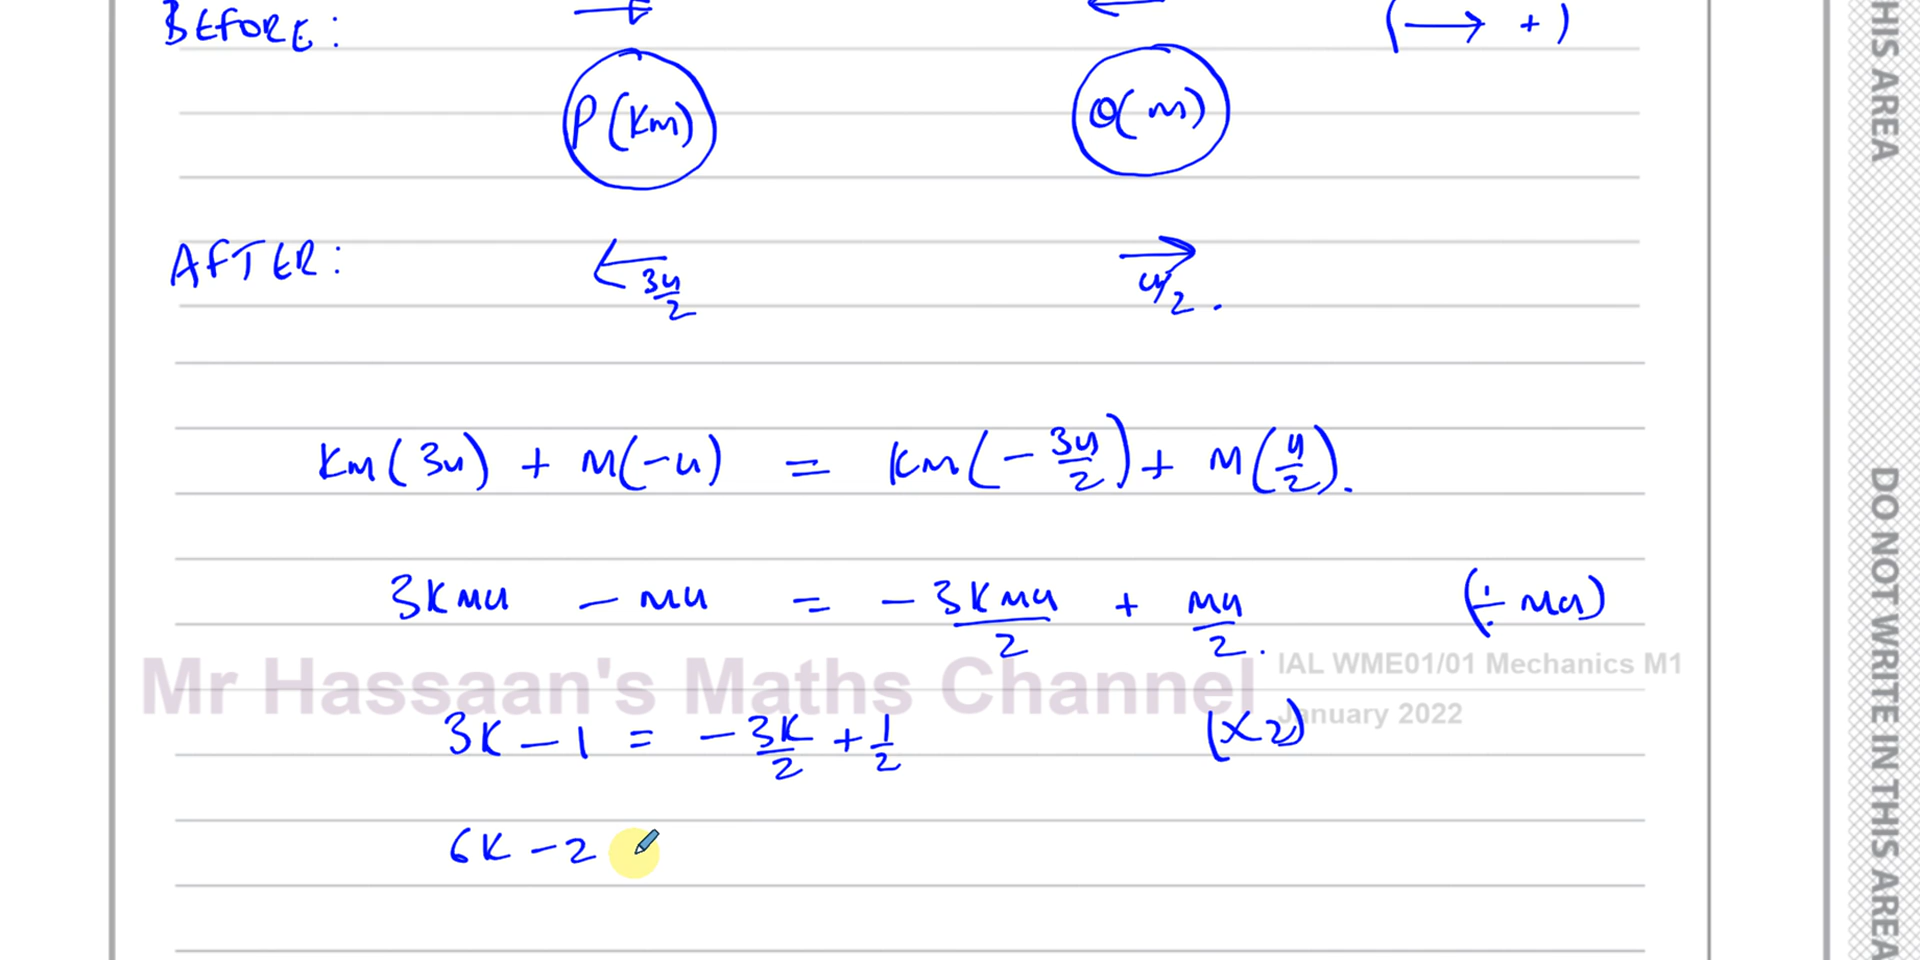 BEFORE: (→ +)
P(km) Q(m)
AFTER: ← 3u/2 → u/2.
km(3u) + m(-u) = km(-3u/2) + m(u/2).
3kmu - mu = -3kmu/2 + mu/2. (÷ mu)
Mr Hassaan's Maths Channel IAL WME01/01 Mechanics M1
January 2022
3k - 1 = -3k/2 + 1/2 (×2)
6k - 2
HIS AREA
DO NOT WRITE IN THIS AREA